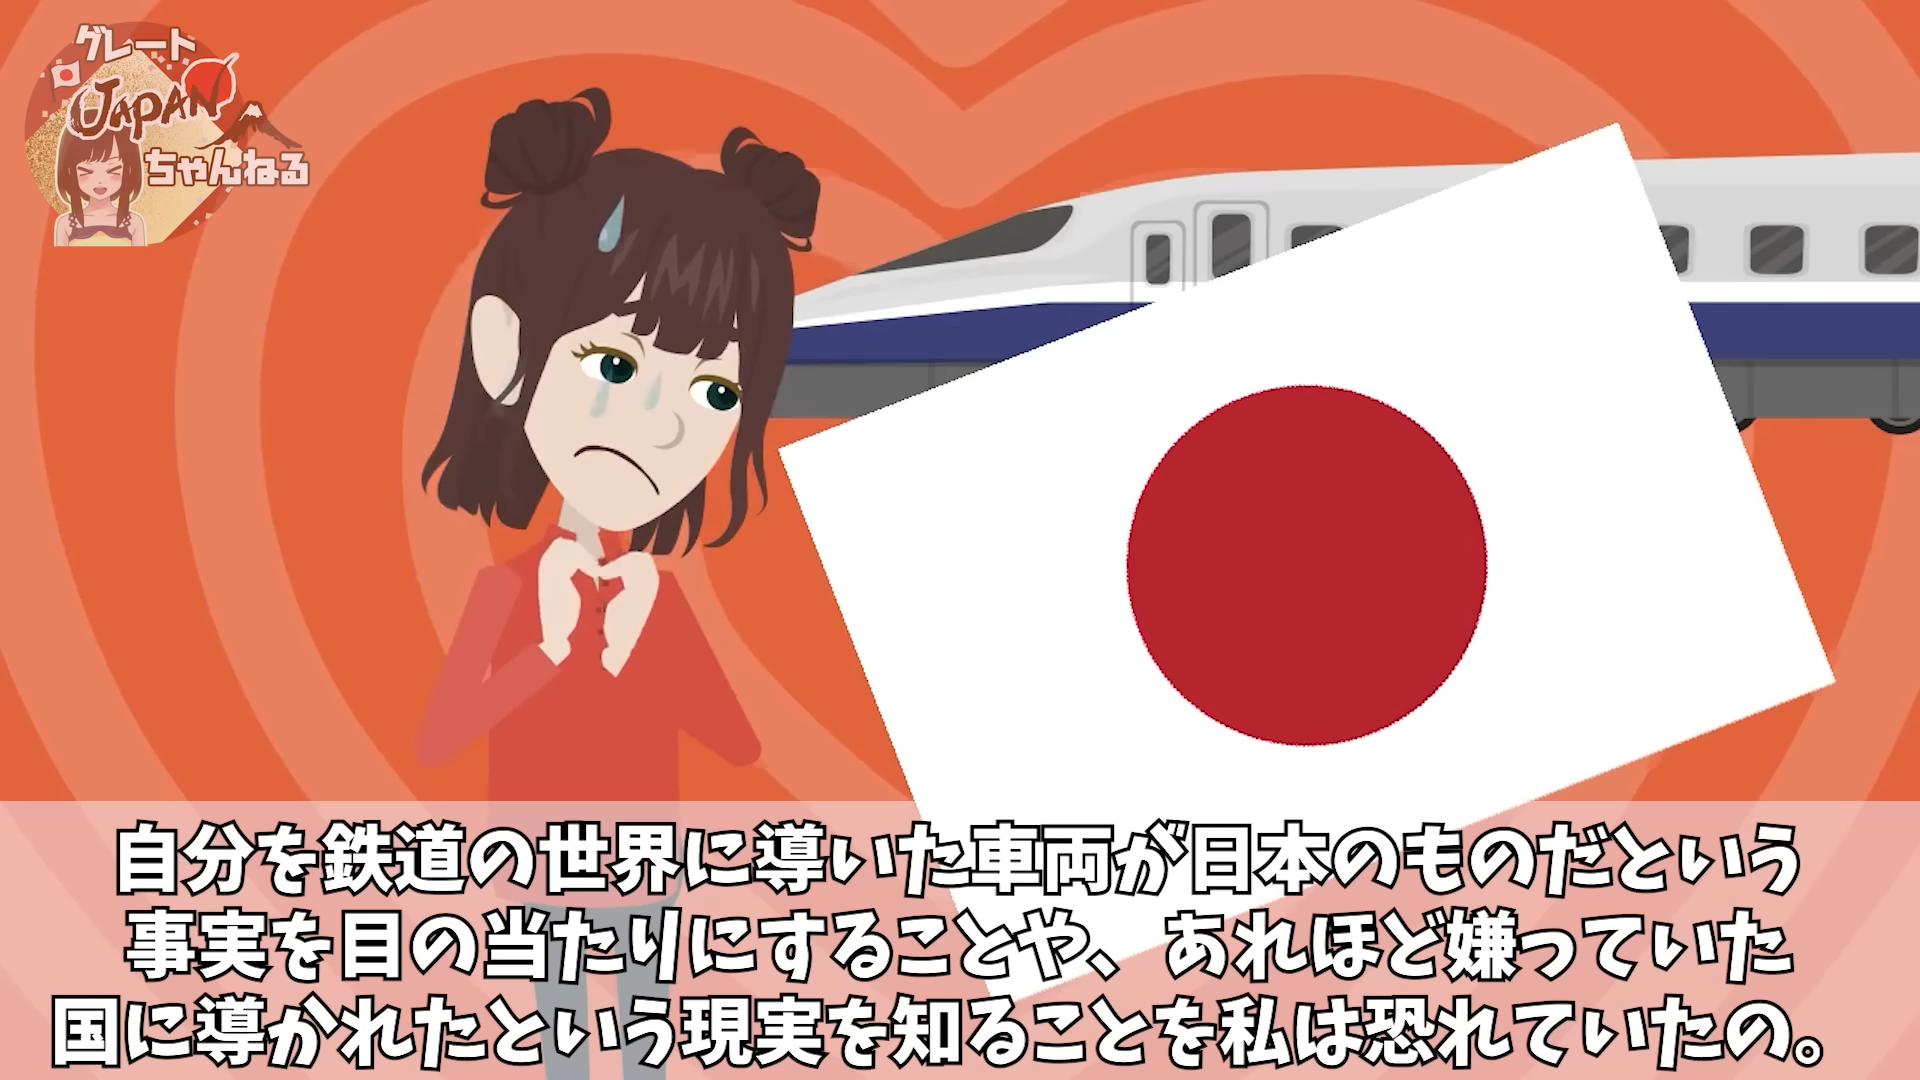 グレート
JAPAN
ちゃんねる
自分を鉄道の世界に導いた車両が日本のものだという
事実を目の当たりにすることや、あれほど嫌っていた
国に導かれたという現実を知ることを私は恐れていたの。